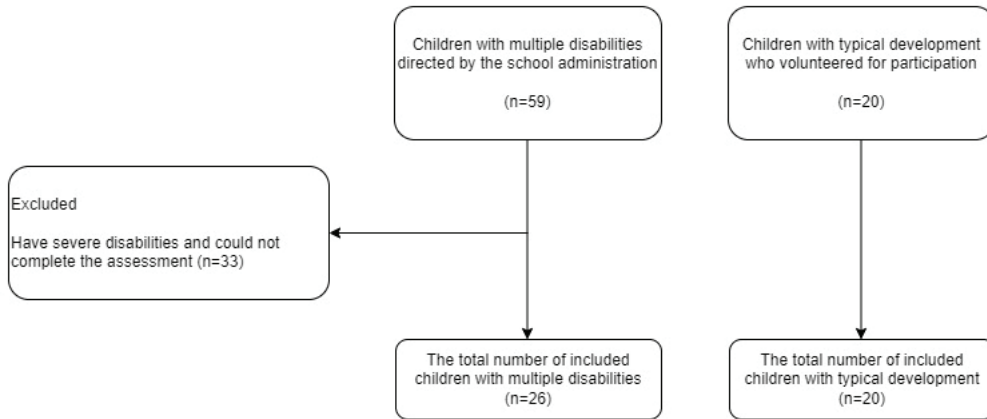 Children with multiple disabilities
directed by the school administration
(n=59)
Children with typical development
who volunteered for participation
(n=20)
Excluded
Have severe disabilities and could not
complete the assessment (n=33)
The total number of included
children with multiple disabilities
(n=26)
The total number of included
children with typical development
(n=20)